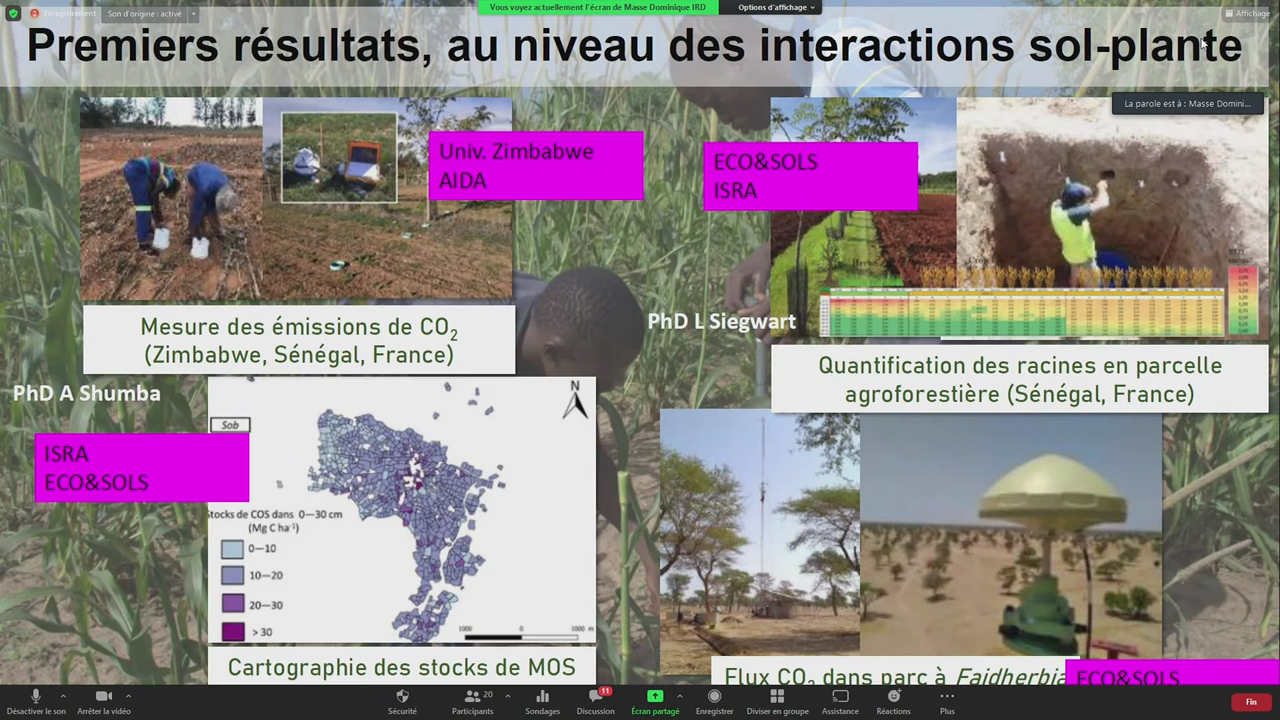 Enregistrement
Son d'origine : active
Vous voyez actuellement l'écran de Masse Dominique IRD
Options d'affichage
Affichage
Premiers résultats, au niveau des interactions sol-plante
La parole est à : Masse Domini...
Univ. Zimbabwe
AIDA
ECO&SOLS
ISRA
Mesure des émissions de CO2
(Zimbabwe, Sénégal, France)
PhD L Siegwart
Quantification des racines en parcelle
agroforestière (Sénégal, France)
PhD A Shumba
ISRA
ECO&SOLS
Sob
N
Stocks de COS dans 0—30 cm
(Mg C ha-1)
0—10
10—20
20—30
> 30
1000 0 1000 m
Cartographie des stocks de MOS
Flux CO2 dans parc à Faidherbia
ECO&SOLS
Désactiver le son
Arrêter la vidéo
Sécurité
20
Participants
Sondages
11
Discussion
Écran partagé
Enregistrer
Diviser en groupe
Assistance
Réactions
Plus
Fin